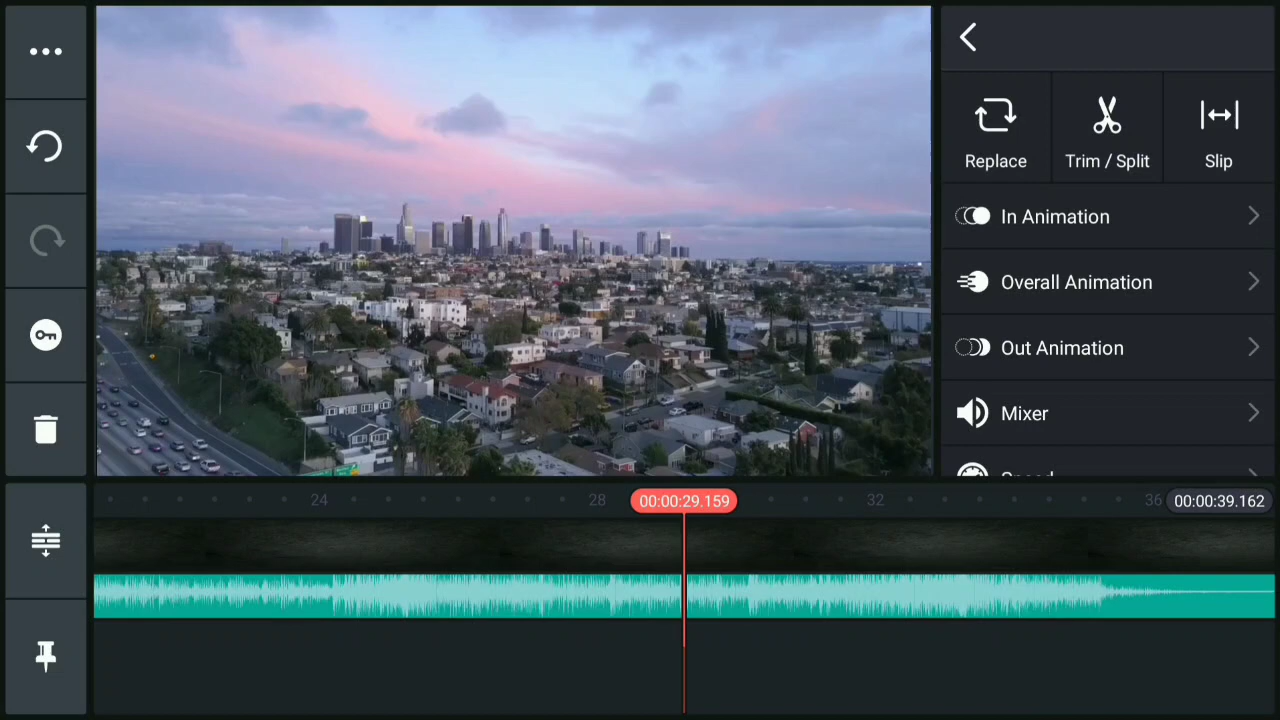 Replace
Trim / Split
Slip
In Animation
Overall Animation
Out Animation
Mixer
Speed
24
28
00:00:29.159
32
36
00:00:39.162